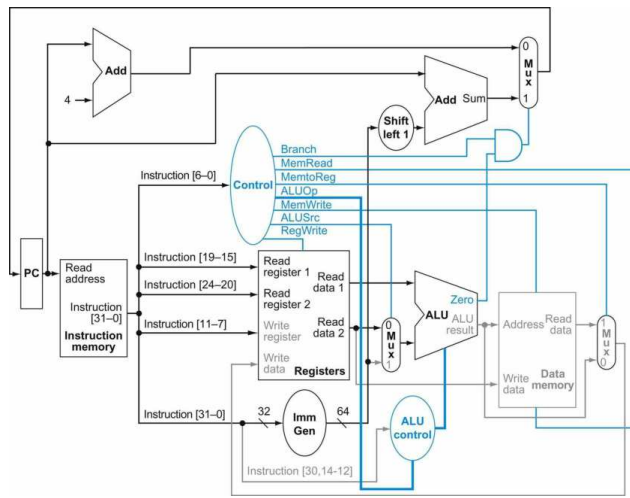 0
Mux
1
Add
4
Add Sum
Shift
left 1
Branch
MemRead
MemtoReg
ALUOp
MemWrite
ALUSrc
RegWrite
Control
Instruction [6–0]
PC
Read
address
Instruction
[31–0]
Instruction
memory
Instruction [19–15]
Instruction [24–20]
Instruction [11–7]
Read
register 1
Read
data 1
Read
register 2
Write
register
Read
data 2
Write
data
Registers
0
Mux
1
Zero
ALU
ALU
result
Address
Read
data
Write
data
Data
memory
1
Mux
0
Instruction [31–0]
32
Imm
Gen
64
ALU
control
Instruction [30,14-12]